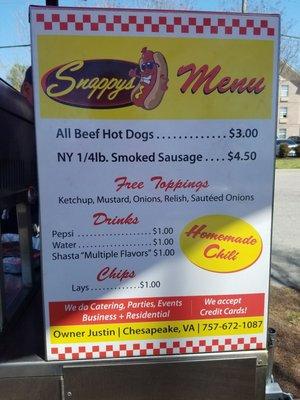 Snappys Menu
All Beef Hot Dogs ............. $3.00
NY 1/4lb. Smoked Sausage .... $4.50
Free Toppings
Ketchup, Mustard, Onions, Relish, Sautéed Onions
Drinks
Pepsi .................... $1.00
Water .................... $1.00
Shasta "Multiple Flavors" $1.00
Homemade
Chili
Chips
Lays ............ $1.00
We do Catering, Parties, Events
Business + Residential
We accept
Credit Cards!
Owner Justin | Chesapeake, VA | 757-672-1087